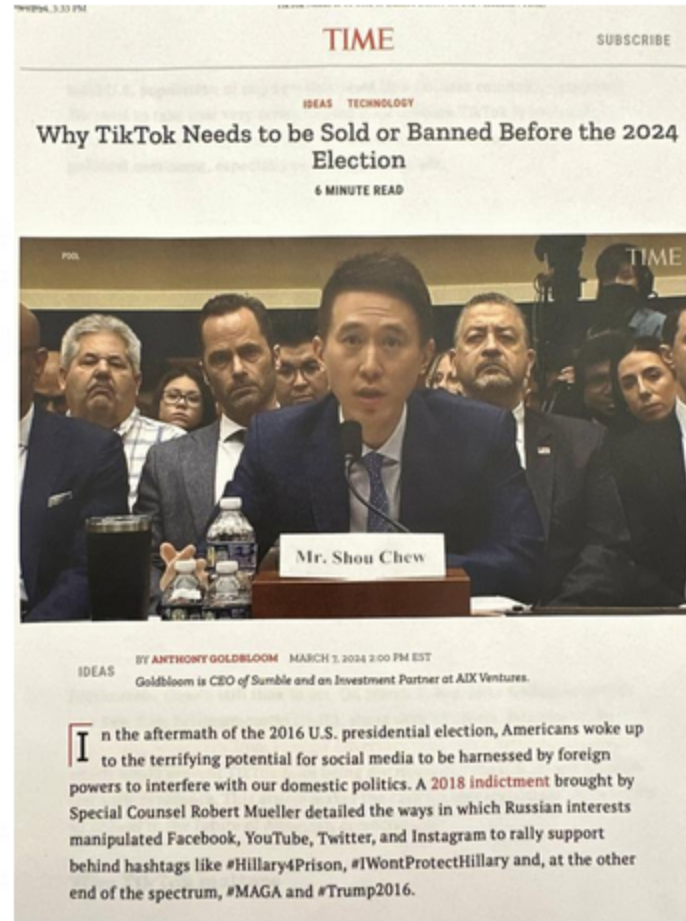 3:33 PM
TIME
SUBSCRIBE
IDEAS TECHNOLOGY
Why TikTok Needs to be Sold or Banned Before the 2024
Election
6 MINUTE READ
POOL
TIME
Mr. Shou Chew
IDEAS
BY ANTHONY GOLDBLOOM MARCH 7, 2024 2:00 PM EST
Goldbloom is CEO of Sumble and an Investment Partner at AIX Ventures.
In the aftermath of the 2016 U.S. presidential election, Americans woke up
to the terrifying potential for social media to be harnessed by foreign
powers to interfere with our domestic politics. A 2018 indictment brought by
Special Counsel Robert Mueller detailed the ways in which Russian interests
manipulated Facebook, YouTube, Twitter, and Instagram to rally support
behind hashtags like #Hillary4Prison, #IWontProtectHillary and, at the other
end of the spectrum, #MAGA and #Trump2016.